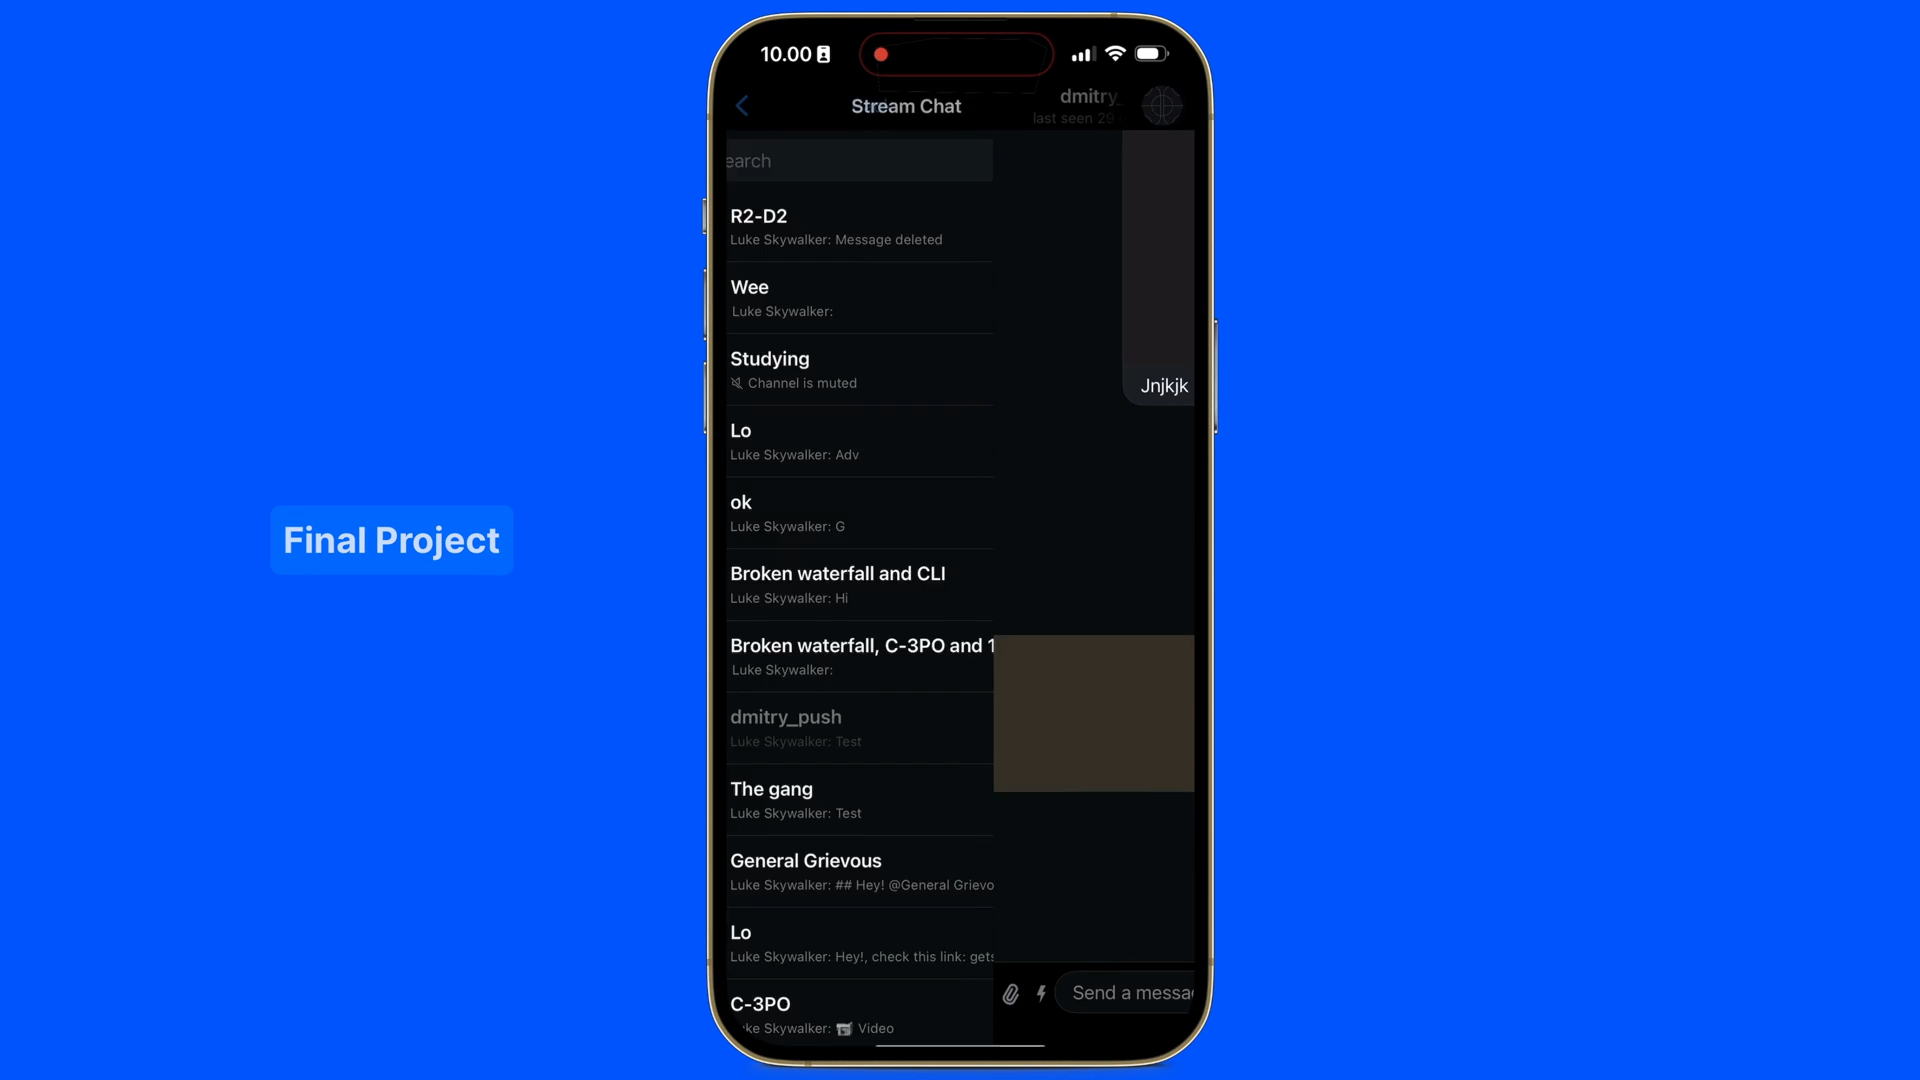 10.00
Stream Chat
dmitry_
last seen 29
earch
R2-D2
Luke Skywalker: Message deleted
Wee
Luke Skywalker:
Studying
Channel is muted
Lo
Luke Skywalker: Adv
ok
Luke Skywalker: G
Broken waterfall and CLI
Luke Skywalker: Hi
Broken waterfall, C-3PO and 1
Luke Skywalker:
dmitry_push
Luke Skywalker: Test
The gang
Luke Skywalker: Test
General Grievous
Luke Skywalker: ## Hey! @General Grievo
Lo
Luke Skywalker: Hey!, check this link: gets
C-3PO
ke Skywalker: 📹 Video
Jnjkjk
Send a messa
Final Project